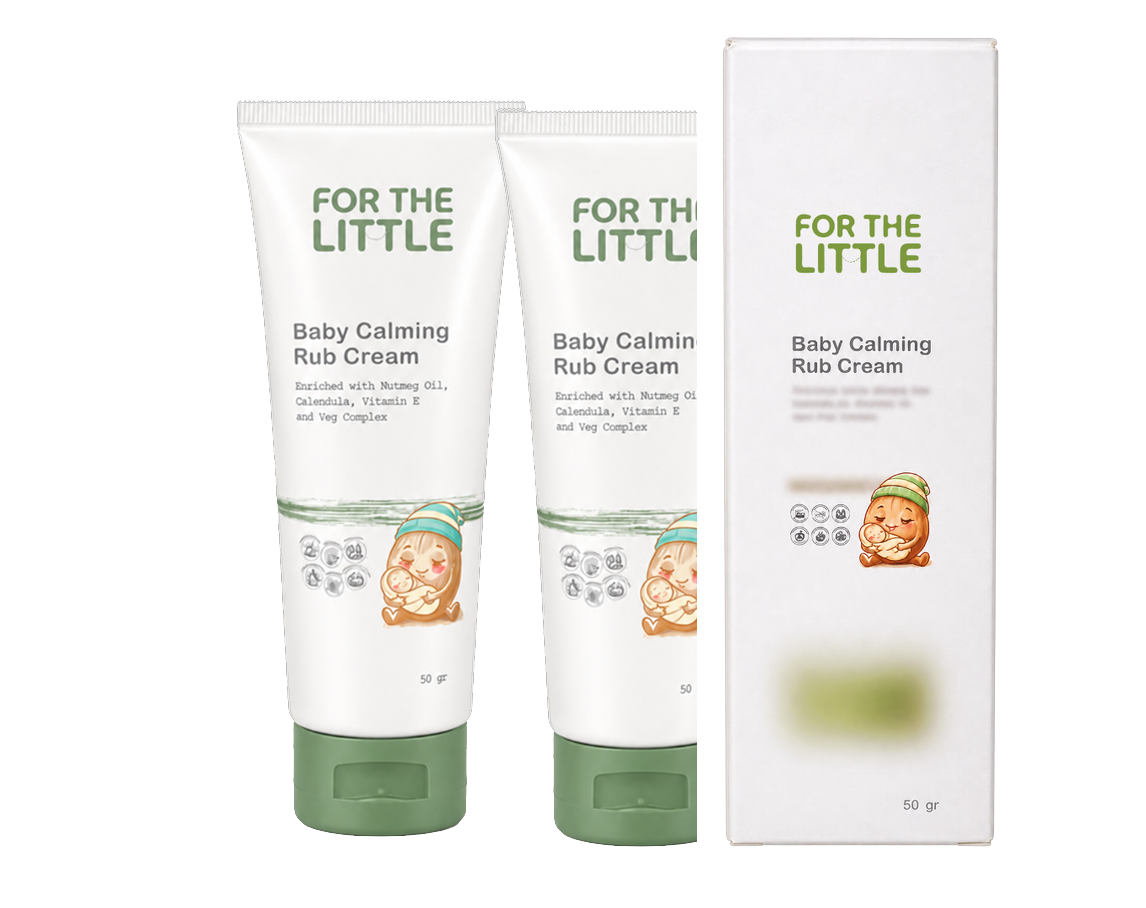 FOR THE
LITTLE
Baby Calming
Rub Cream
Enriched with Nutmeg Oil,
Calendula, Vitamin E
and Veg Complex
50 gr
FOR TH
LITTLE
Baby Calming
Rub Cream
Enriched with Nutmeg Oi
Calendula, Vitamin E
and Veg Complex
50
FOR THE
LITTLE
Baby Calming
Rub Cream
50 gr